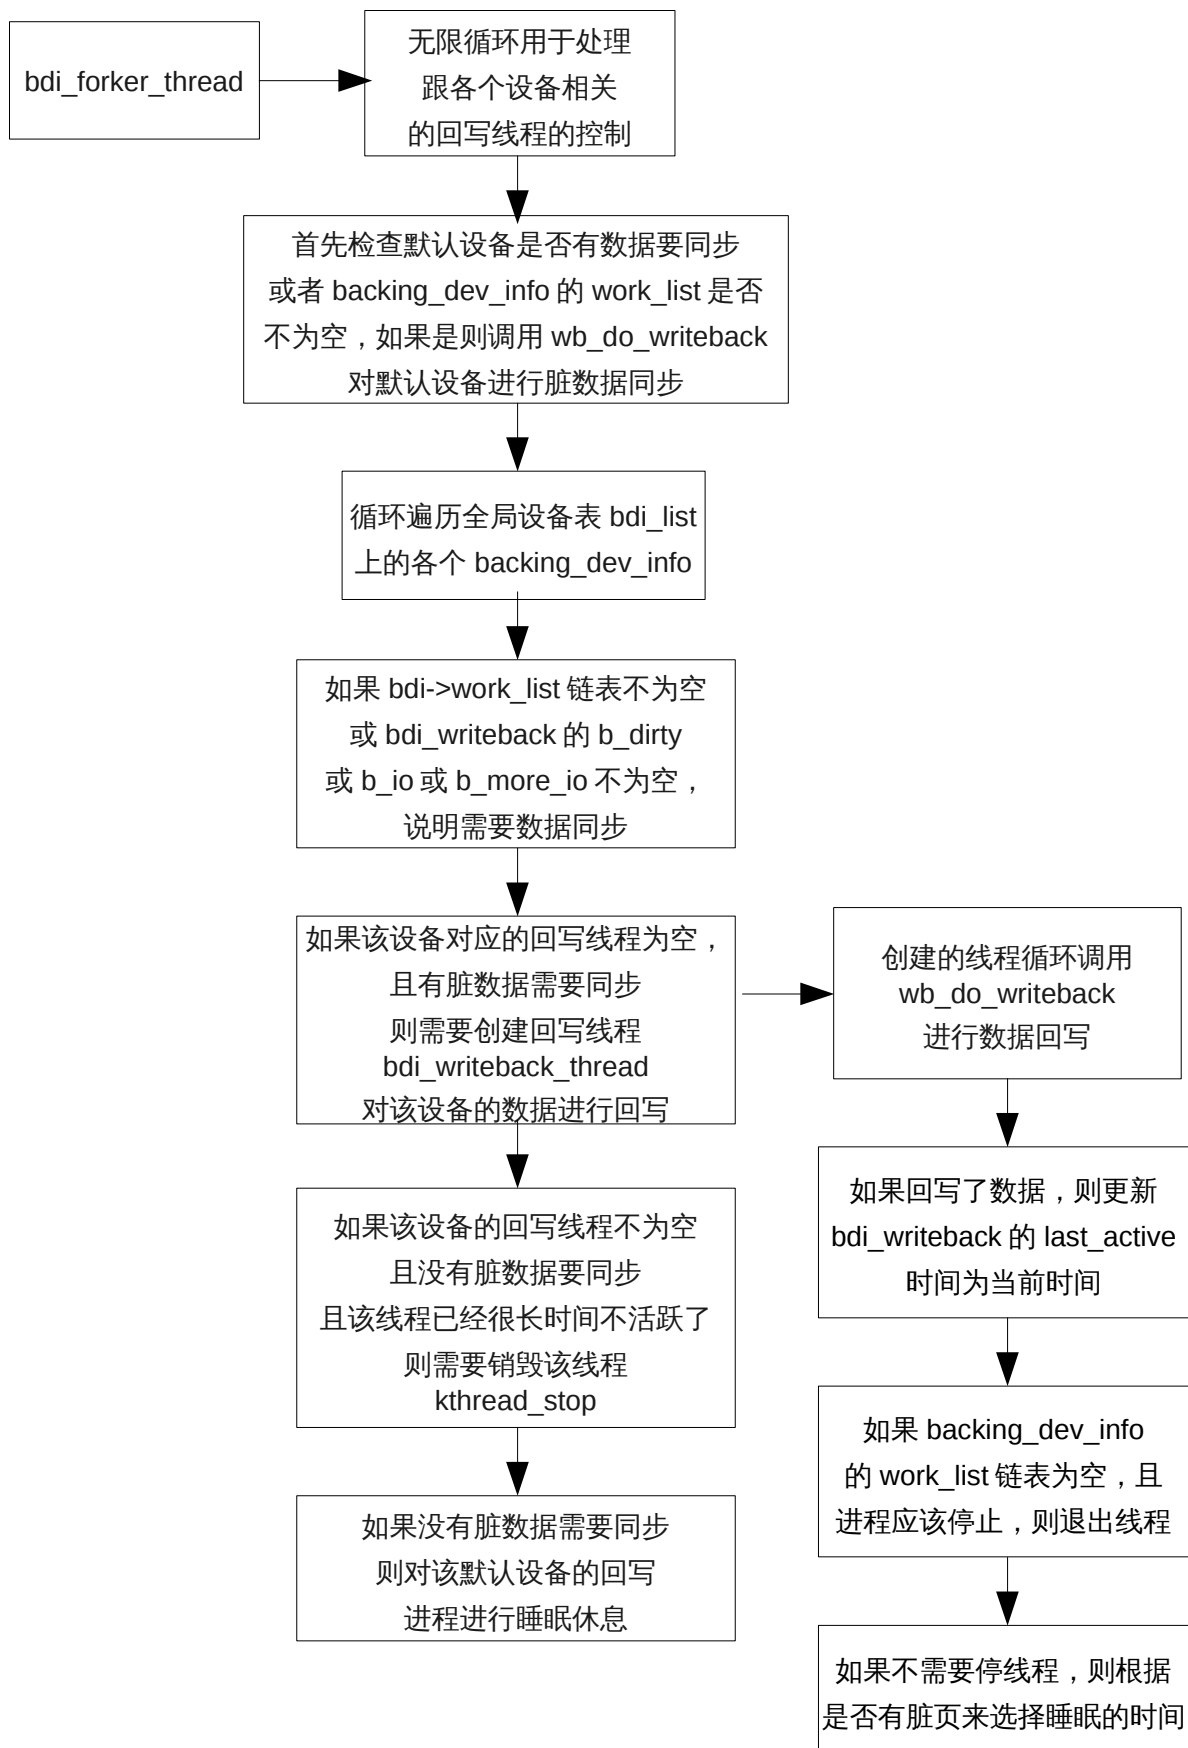 bdi_forker_thread
无限循环用于处理
跟各个设备相关
的回写线程的控制
首先检查默认设备是否有数据要同步
或者 backing_dev_info 的 work_list 是否
不为空，如果是则调用 wb_do_writeback
对默认设备进行脏数据同步
循环遍历全局设备表 bdi_list
上的各个 backing_dev_info
如果 bdi->work_list 链表不为空
或 bdi_writeback 的 b_dirty
或 b_io 或 b_more_io 不为空，
说明需要数据同步
如果该设备对应的回写线程为空，
且有脏数据需要同步
则需要创建回写线程
bdi_writeback_thread
对该设备的数据进行回写
创建的线程循环调用
wb_do_writeback
进行数据回写
如果该设备的回写线程不为空
且没有脏数据要同步
且该线程已经很长时间不活跃了
则需要销毁该线程
kthread_stop
如果回写了数据，则更新
bdi_writeback 的 last_active
时间为当前时间
如果没有脏数据需要同步
则对该默认设备的回写
进程进行睡眠休息
如果 backing_dev_info
的 work_list 链表为空，且
进程应该停止，则退出线程
如果不需要停线程，则根据
是否有脏页来选择睡眠的时间